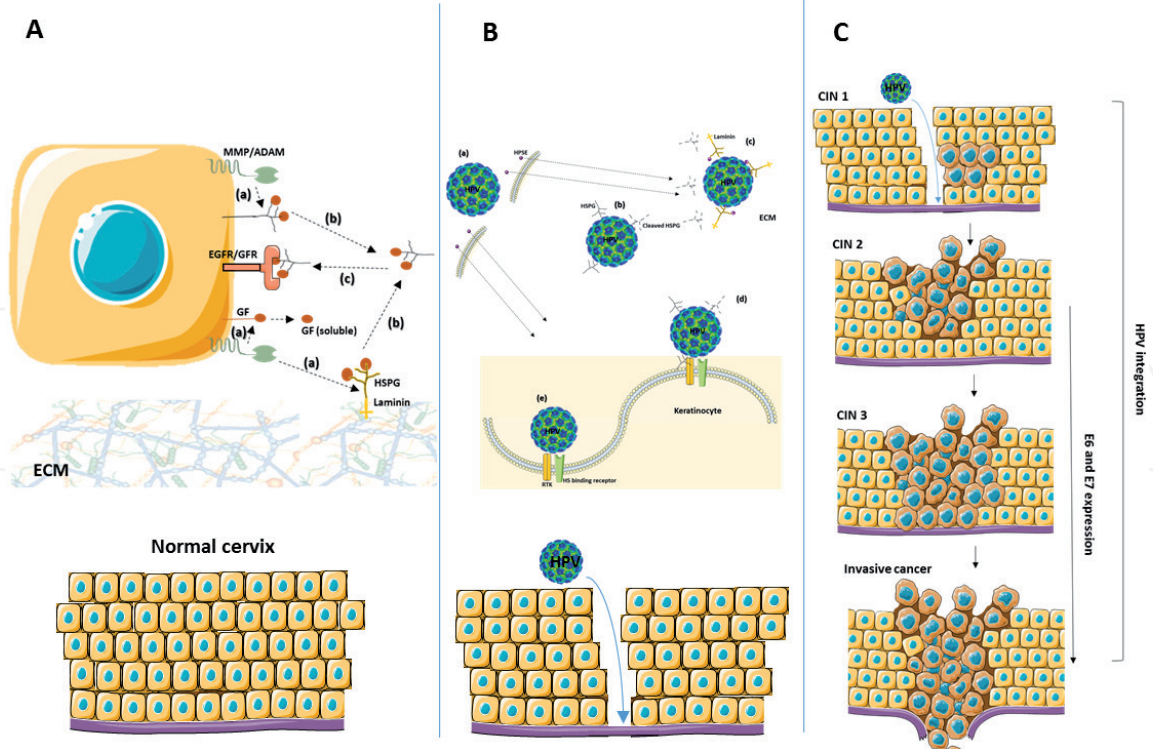 A
MMP/ADAM
(a)
(b)
EGFR/GFR
(c)
GF
(a)
GF (soluble)
(b)
(a)
HSPG
Laminin
ECM
Normal cervix
B
(a)
HPSE
HPV
Laminin
(c)
HPV
HSPG
(b)
Cleaved HSPG
HPV
ECM
(d)
HPV
Keratinocyte
(e)
HPV
RTK
HS binding receptor
HPV
C
CIN 1
HPV
CIN 2
CIN 3
Invasive cancer
E6 and E7 expression
HPV integration